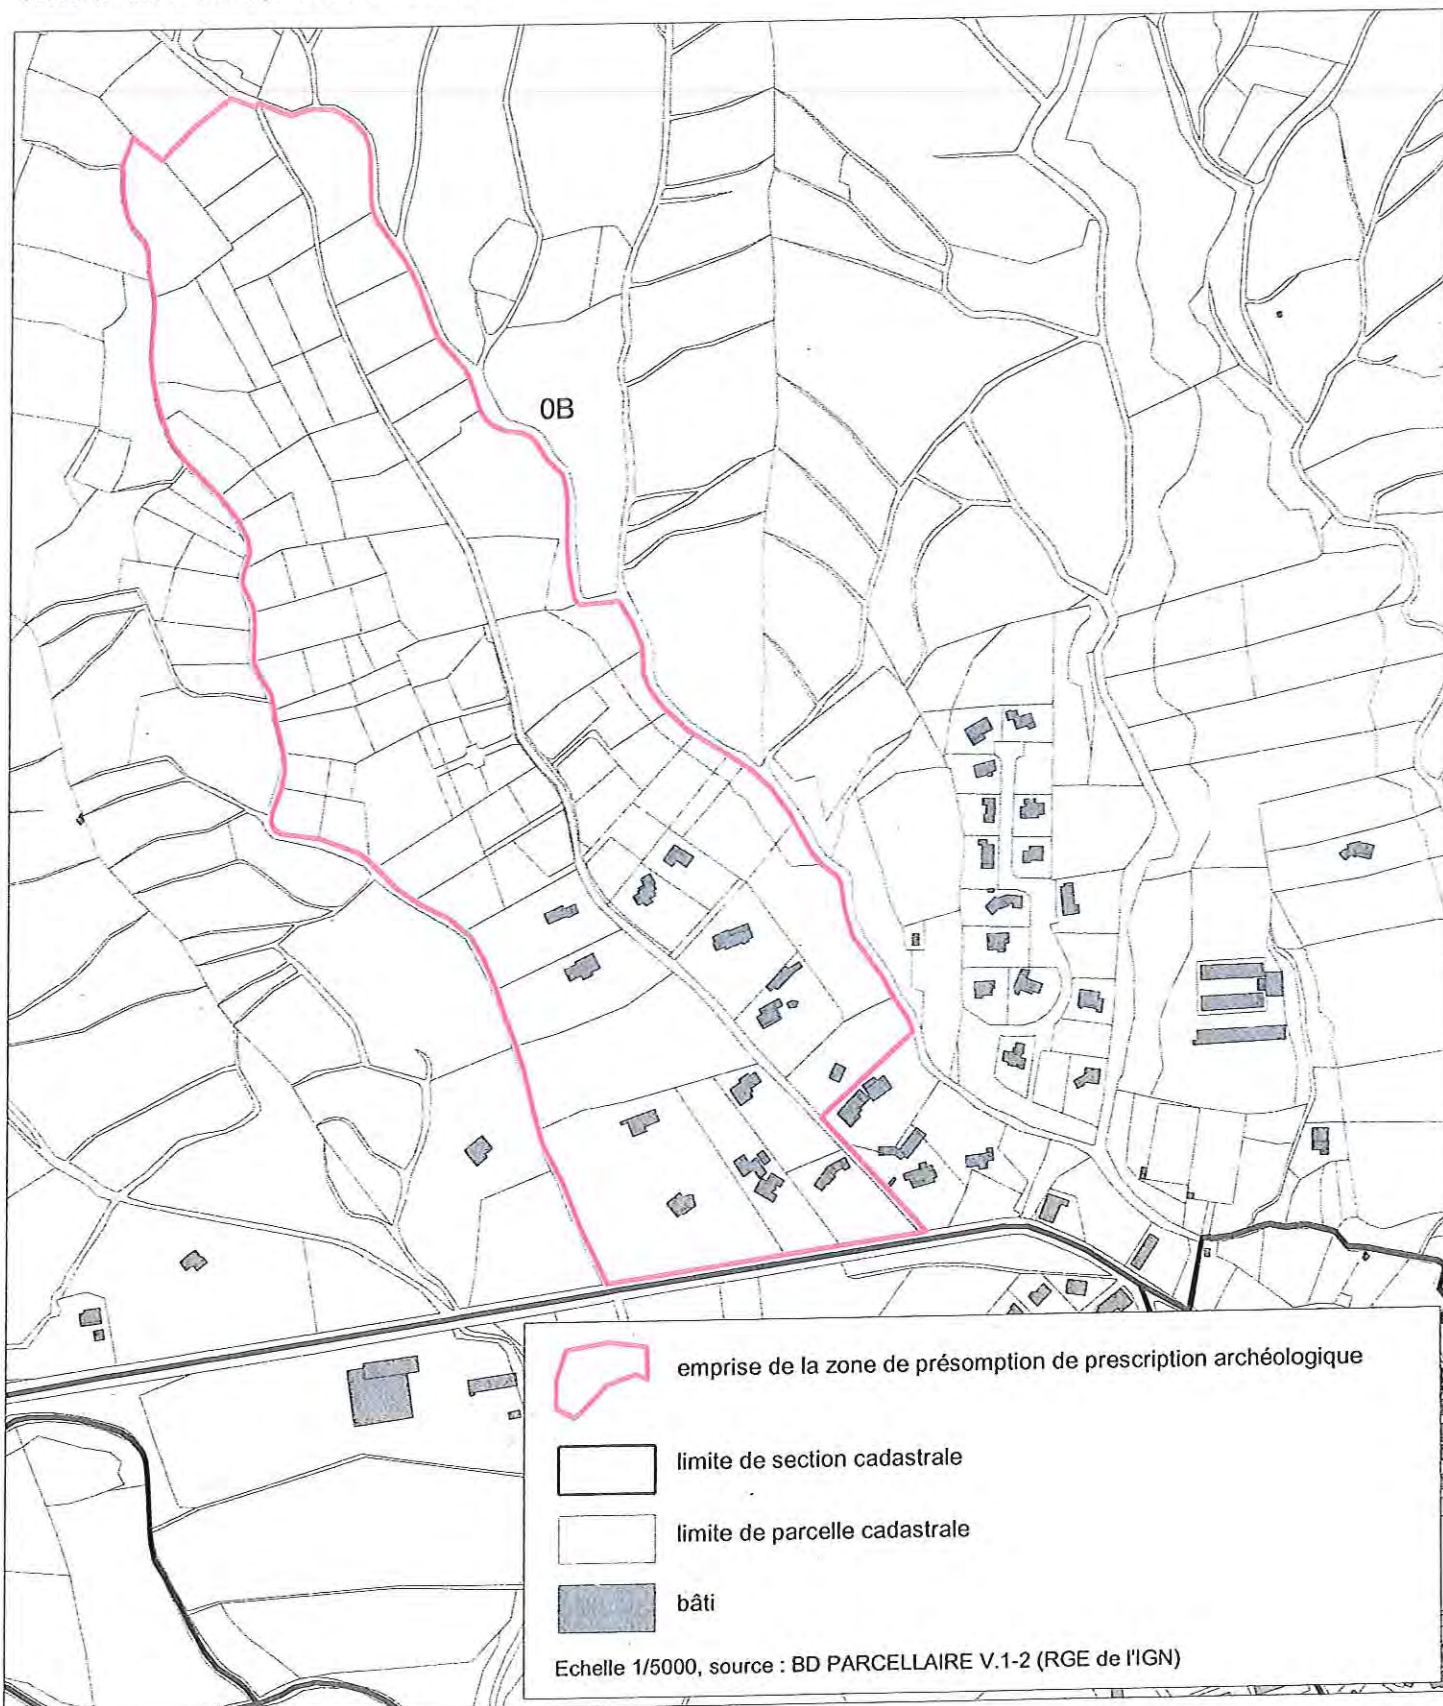 0B
emprise de la zone de présomption de prescription archéologique
limite de section cadastrale
limite de parcelle cadastrale
bâti
Echelle 1/5000, source : BD PARCELLAIRE V.1-2 (RGE de l'IGN)